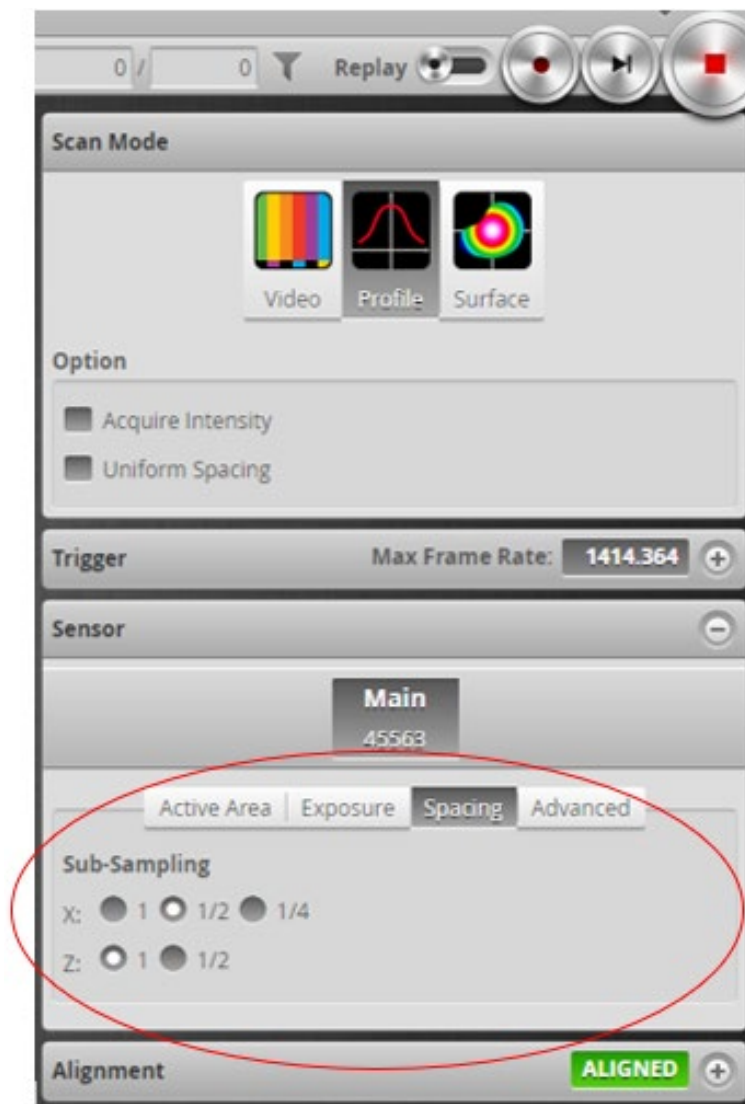 0 / 0 Replay
Scan Mode
Video Profile Surface
Option
Acquire Intensity
Uniform Spacing
Trigger Max Frame Rate: 1414.364
Sensor
Main
45563
Active Area Exposure Spacing Advanced
Sub-Sampling
X: 1 1/2 1/4
Z: 1 1/2
Alignment ALIGNED